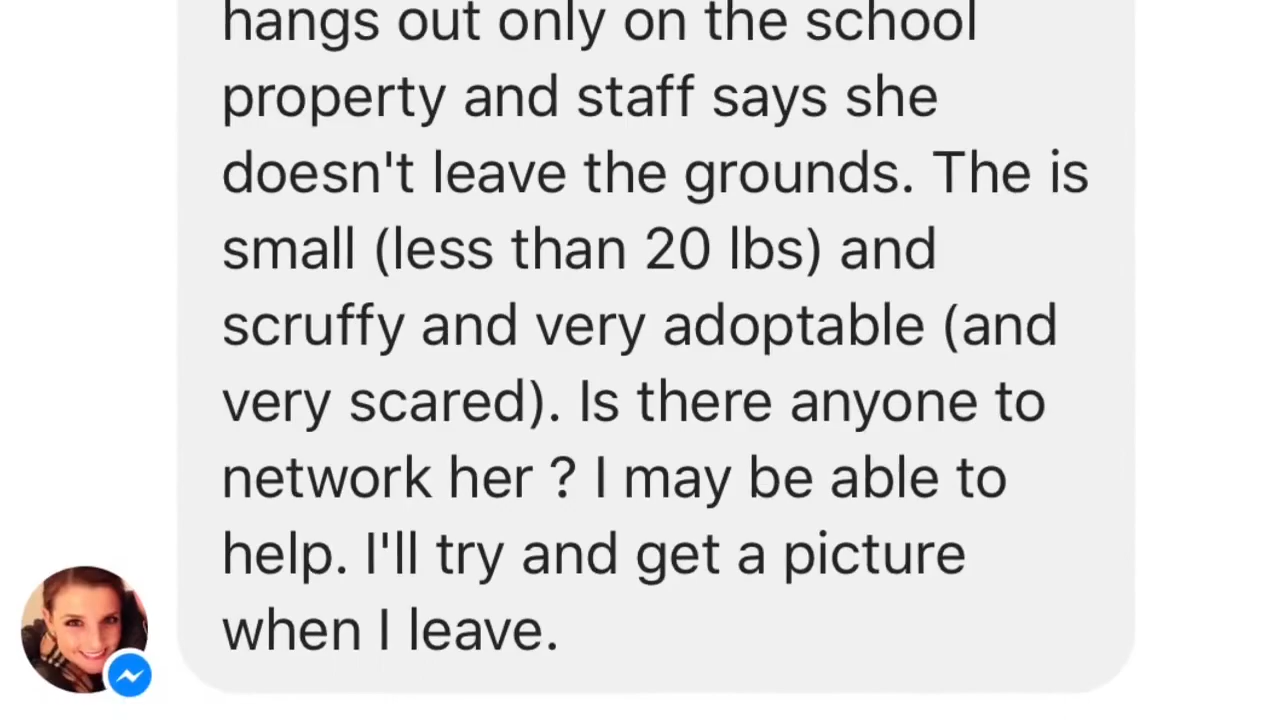 hangs out only on the school
property and staff says she
doesn't leave the grounds. The is
small (less than 20 lbs) and
scruffy and very adoptable (and
very scared). Is there anyone to
network her ? I may be able to
help. I'll try and get a picture
when I leave.